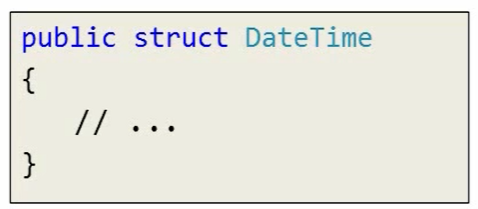 public struct DateTime
{
   // ...
}